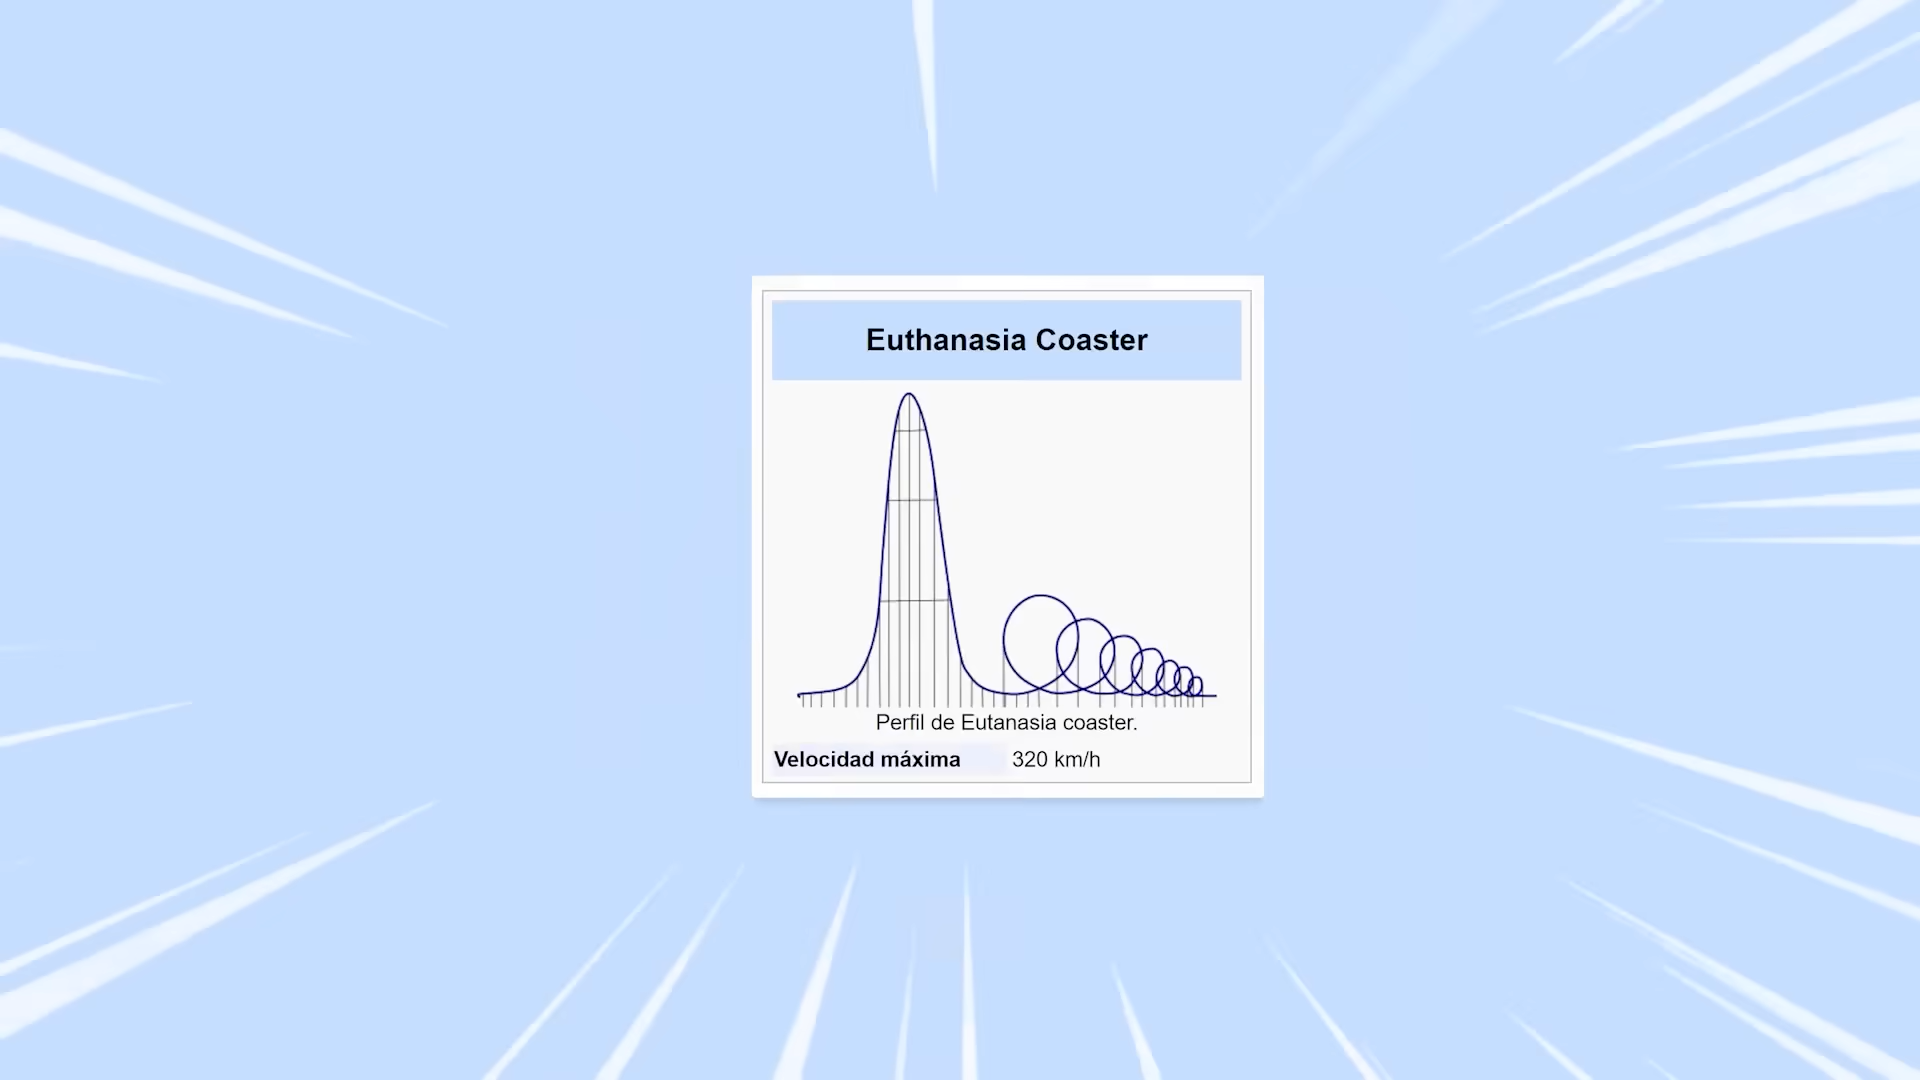 Euthanasia Coaster
Perfil de Eutanasia coaster.
Velocidad máxima 320 km/h